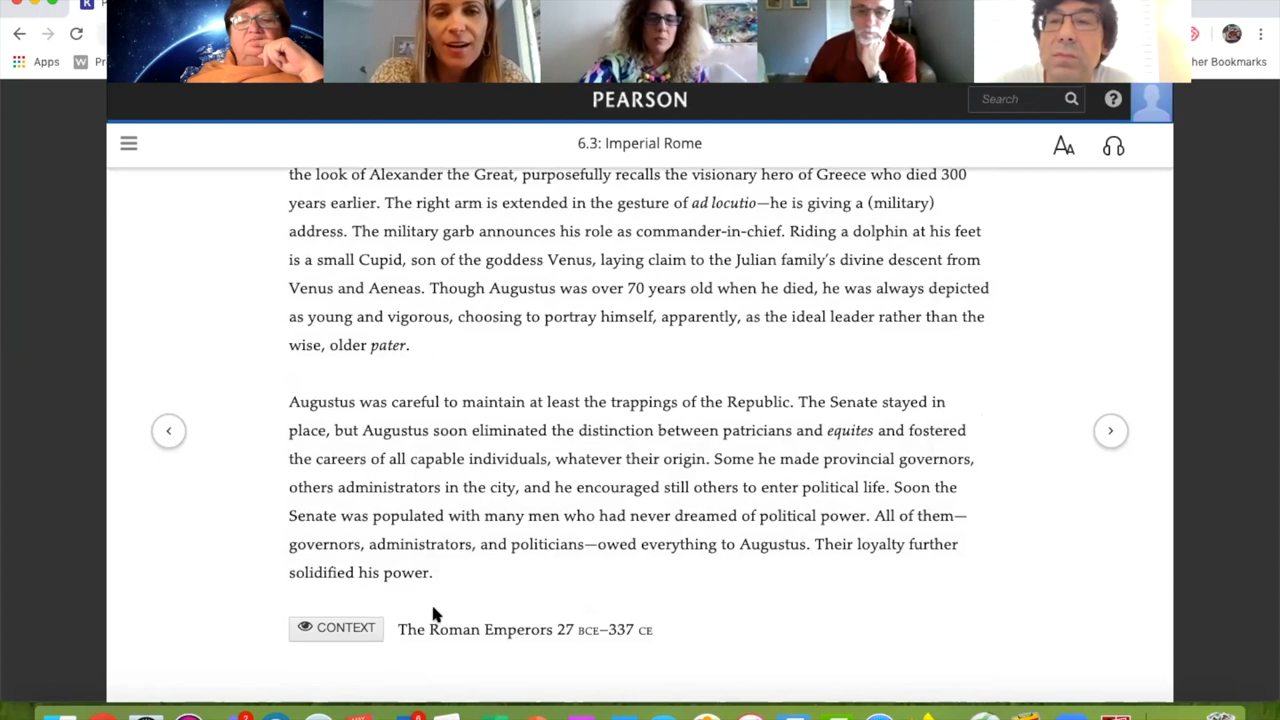 Apps
her Bookmarks
PEARSON
Search
6.3: Imperial Rome
the look of Alexander the Great, purposefully recalls the visionary hero of Greece who died 300
years earlier. The right arm is extended in the gesture of ad locutio—he is giving a (military)
address. The military garb announces his role as commander-in-chief. Riding a dolphin at his feet
is a small Cupid, son of the goddess Venus, laying claim to the Julian family's divine descent from
Venus and Aeneas. Though Augustus was over 70 years old when he died, he was always depicted
as young and vigorous, choosing to portray himself, apparently, as the ideal leader rather than the
wise, older pater.
Augustus was careful to maintain at least the trappings of the Republic. The Senate stayed in
place, but Augustus soon eliminated the distinction between patricians and equites and fostered
the careers of all capable individuals, whatever their origin. Some he made provincial governors,
others administrators in the city, and he encouraged still others to enter political life. Soon the
Senate was populated with many men who had never dreamed of political power. All of them—
governors, administrators, and politicians—owed everything to Augustus. Their loyalty further
solidified his power.
CONTEXT The Roman Emperors 27 BCE–337 CE